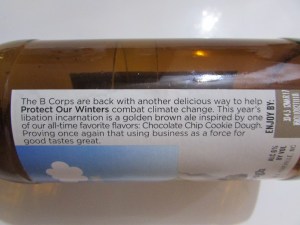 The B Corps are back with another delicious way to help
Protect Our Winters combat climate change. This year's
libation incarnation is a golden brown ale inspired by
one of our all-time favorite flavors: Chocolate Chip Cookie Dough.
Proving once again that using business as a force for
good tastes great.
ENJOY BY: